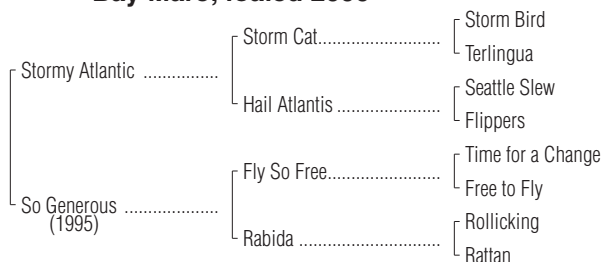 Storm Bird
Storm Cat
Terlingua
Stormy Atlantic
Seattle Slew
Hail Atlantis
Flippers
Time for a Change
Fly So Free
Free to Fly
So Generous
(1995)
Rollicking
Rabida
Rattan